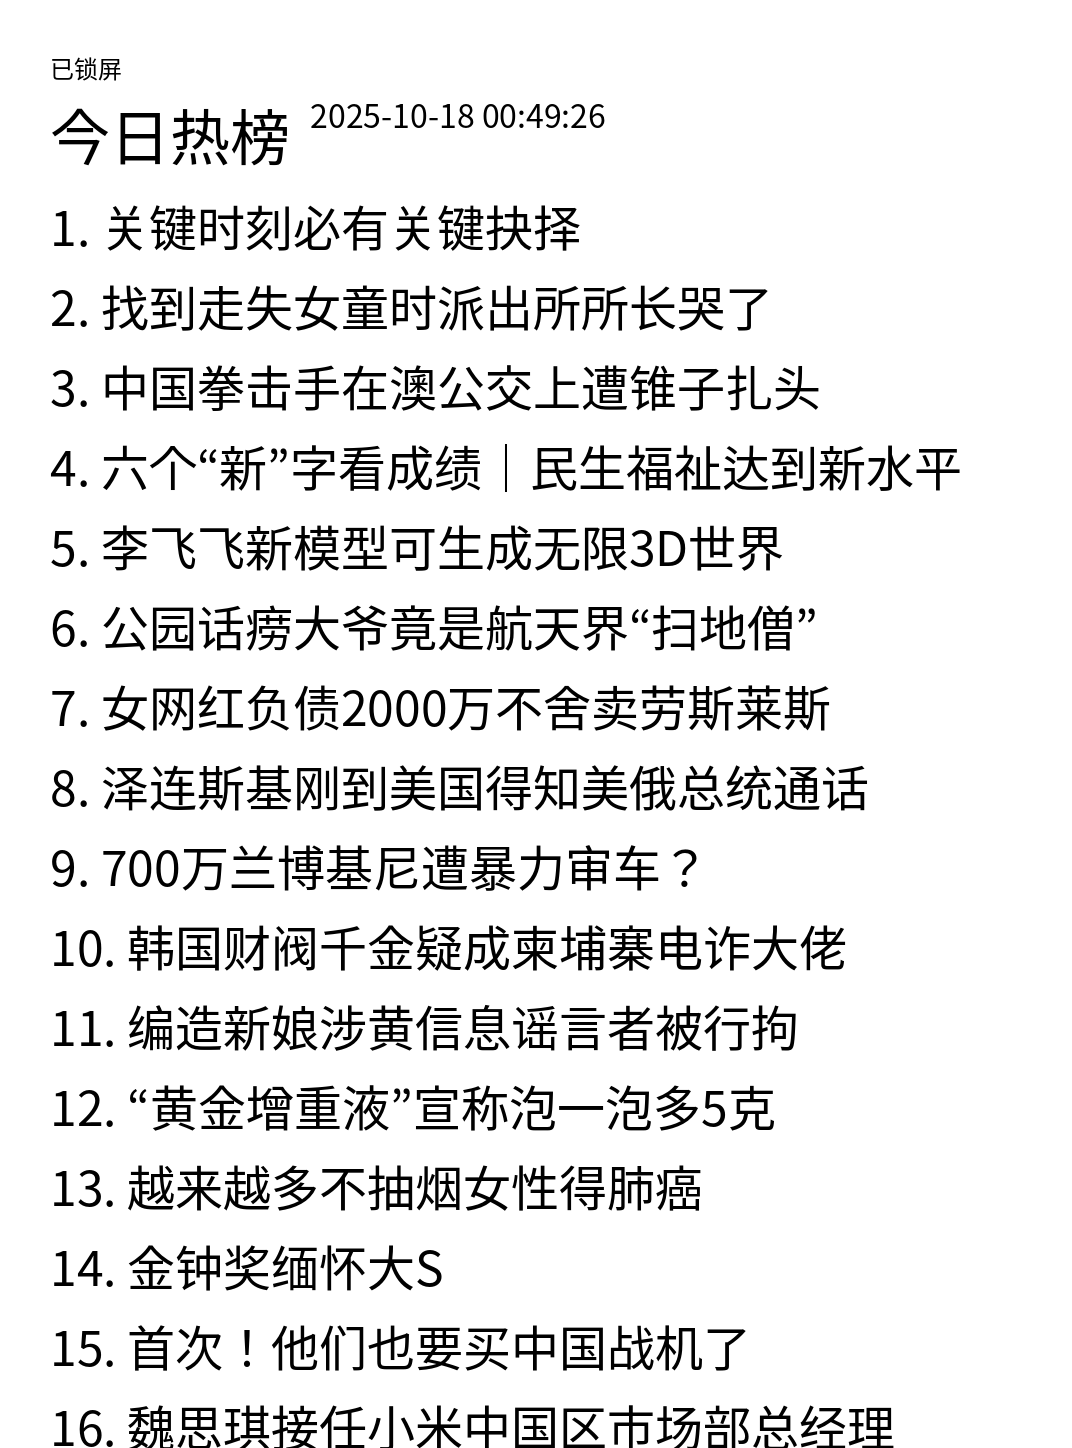 已锁屏
今日热榜 2025-10-18 00:49:26
1. 关键时刻必有关键抉择
2. 找到走失女童时派出所所长哭了
3. 中国拳击手在澳公交上遭锥子扎头
4. 六个“新”字看成绩｜民生福祉达到新水平
5. 李飞飞新模型可生成无限3D世界
6. 公园话痨大爷竟是航天界“扫地僧”
7. 女网红负债2000万不舍卖劳斯莱斯
8. 泽连斯基刚到美国得知美俄总统通话
9. 700万兰博基尼遭暴力审车？
10. 韩国财阀千金疑成柬埔寨电诈大佬
11. 编造新娘涉黄信息谣言者被行拘
12. “黄金增重液”宣称泡一泡多5克
13. 越来越多不抽烟女性得肺癌
14. 金钟奖缅怀大S
15. 首次！他们也要买中国战机了
16. 魏思琪接任小米中国区市场部总经理